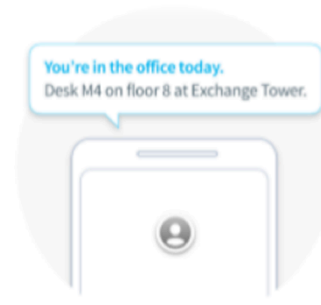 You're in the office today.
Desk M4 on floor 8 at Exchange Tower.